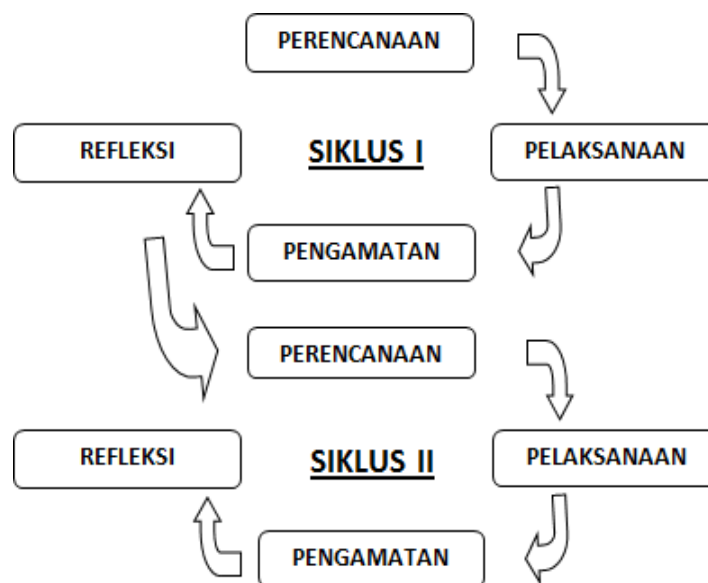 PERENCANAAN
REFLEKSI
SIKLUS I
PELAKSANAAN
PENGAMATAN
PERENCANAAN
REFLEKSI
SIKLUS II
PELAKSANAAN
PENGAMATAN